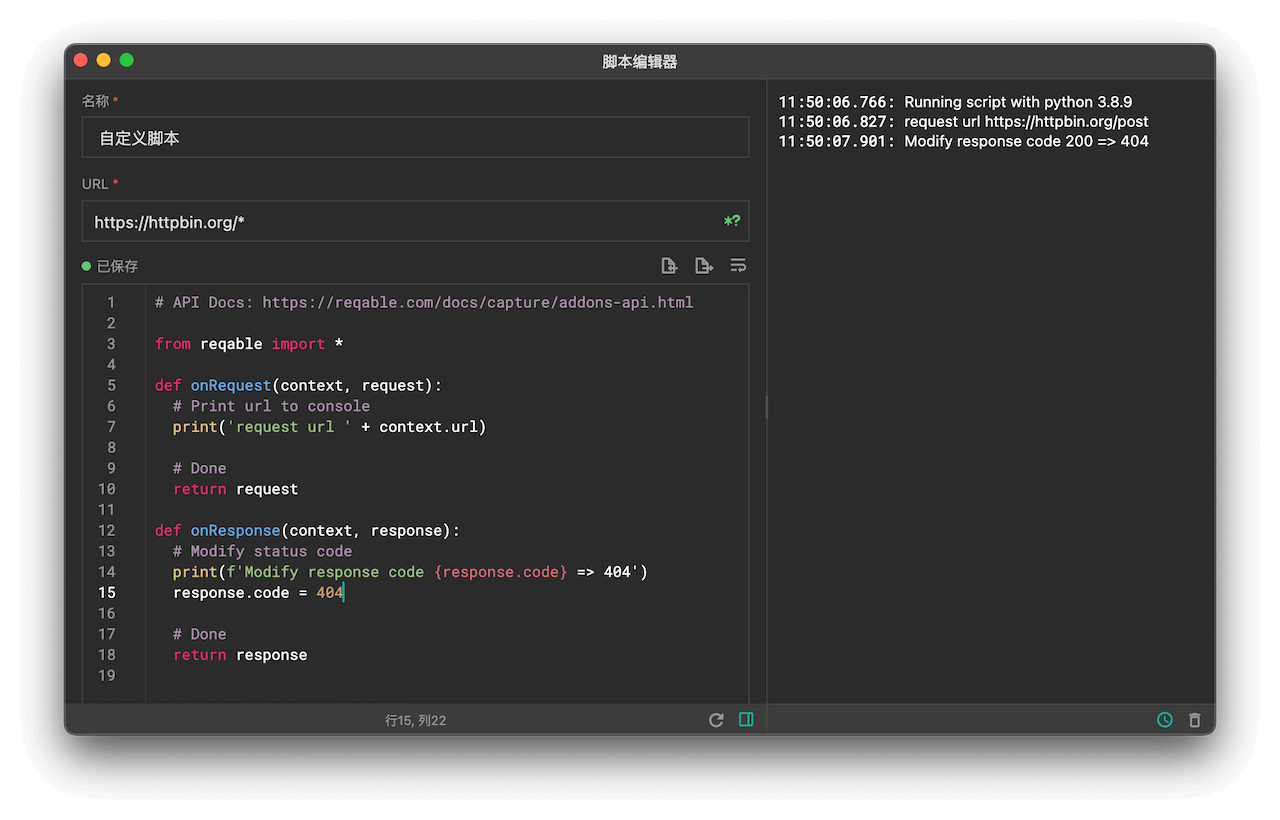 脚本编辑器
名称 *
自定义脚本
URL *
https://httpbin.org/*
*?
已保存
1 # API Docs: https://reqable.com/docs/capture/addons-api.html
2
3 from reqable import *
4
5 def onRequest(context, request):
6   # Print url to console
7   print('request url ' + context.url)
8
9   # Done
10   return request
11
12 def onResponse(context, response):
13   # Modify status code
14   print(f'Modify response code {response.code} => 404')
15   response.code = 404
16
17   # Done
18   return response
19
行15, 列22
11:50:06.766: Running script with python 3.8.9
11:50:06.827: request url https://httpbin.org/post
11:50:07.901: Modify response code 200 => 404